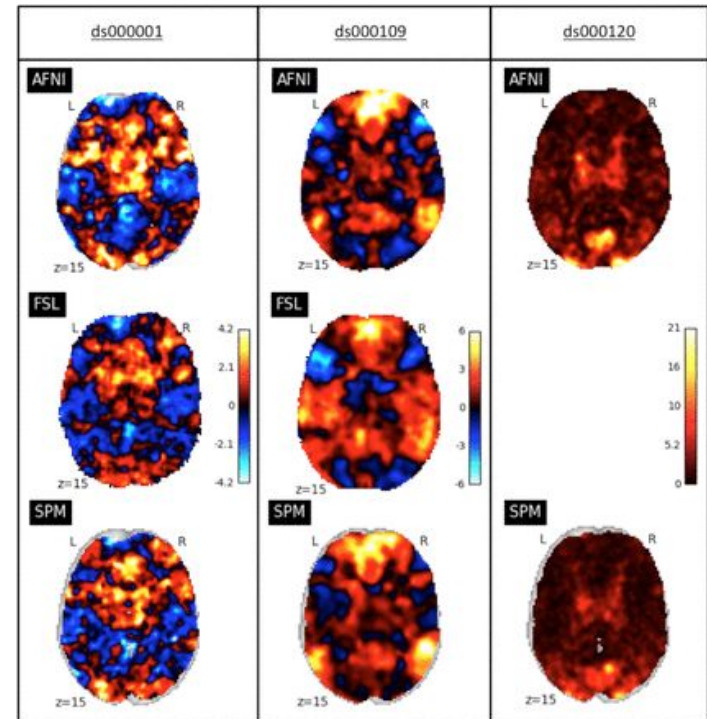 ds000001 ds000109 ds000120
AFNI AFNI AFNI
L R L R L R
z=15 z=15 z=15
FSL FSL
L R L R
4.2 6 21
2.1 3 16
0 0 10
-2.1 -3 5.2
-4.2 -6 0
z=15 z=15
SPM SPM SPM
L R L R L R
z=15 z=15 z=15